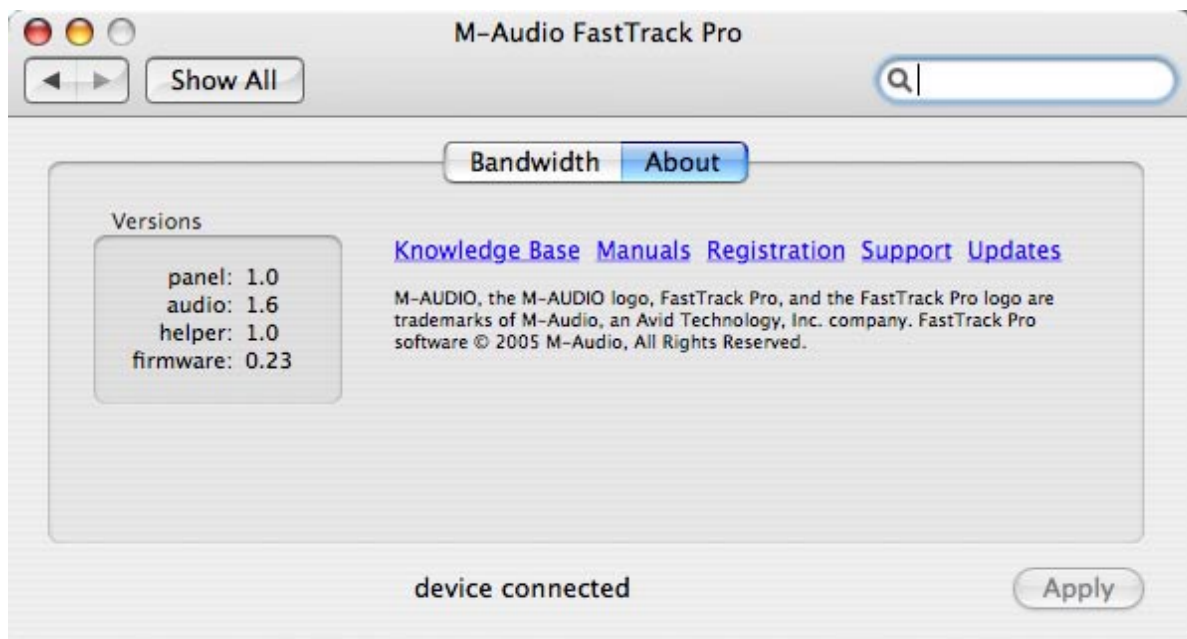 M-Audio FastTrack Pro
Show All
Bandwidth About
Versions
panel: 1.0
audio: 1.6
helper: 1.0
firmware: 0.23
Knowledge Base Manuals Registration Support Updates
M-AUDIO, the M-AUDIO logo, FastTrack Pro, and the FastTrack Pro logo are
trademarks of M-Audio, an Avid Technology, Inc. company. FastTrack Pro
software © 2005 M-Audio, All Rights Reserved.
device connected
Apply